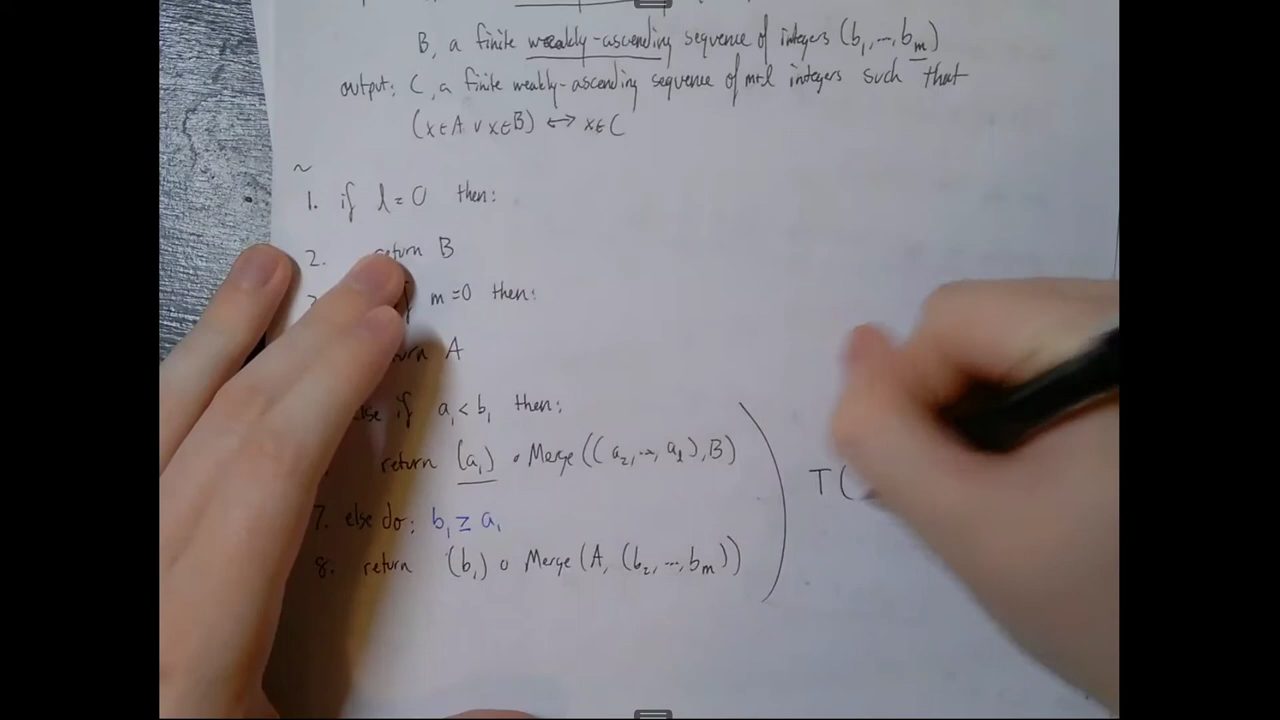 B, a finite weakly-ascending sequence of integers (b₁, ..., bₘ)
output: C, a finite weakly-ascending sequence of m+l integers such that
(x∈A ∨ x∈B) ↔ x∈C
~
1. if l = 0 then:
2. return B
m = 0 then:
A
else if a₁ < b₁ then:
return (a₁) ∘ Merge((a₂, ..., aₗ), B)
7. else do: b₁ ≥ a₁
8. return (b₁) ∘ Merge(A, (b₂, ..., bₘ))
T(